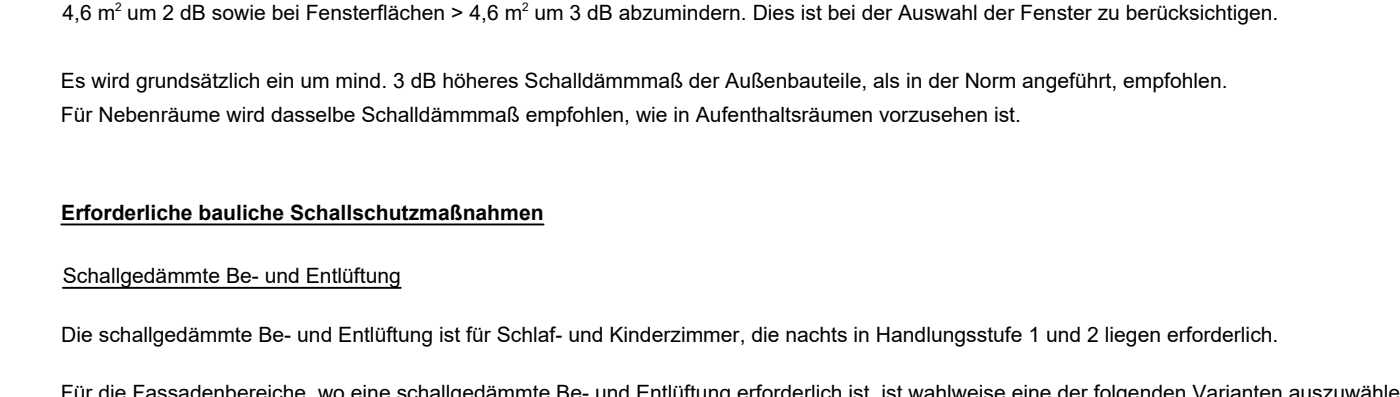 4,6 m² um 2 dB sowie bei Fensterflächen > 4,6 m² um 3 dB abzumindern. Dies ist bei der Auswahl der Fenster zu berücksichtigen.
Es wird grundsätzlich ein um mind. 3 dB höheres Schalldämmmaß der Außenbauteile, als in der Norm angeführt, empfohlen.
Für Nebenräume wird dasselbe Schalldämmmaß empfohlen, wie in Aufenthaltsräumen vorzusehen ist.
Erforderliche bauliche Schallschutzmaßnahmen
Schallgedämmte Be- und Entlüftung
Die schallgedämmte Be- und Entlüftung ist für Schlaf- und Kinderzimmer, die nachts in Handlungsstufe 1 und 2 liegen erforderlich.
Für die Fassadenbereiche, wo eine schallgedämmte Be- und Entlüftung erforderlich ist, ist wahlweise eine der folgenden Varianten auszuwähle